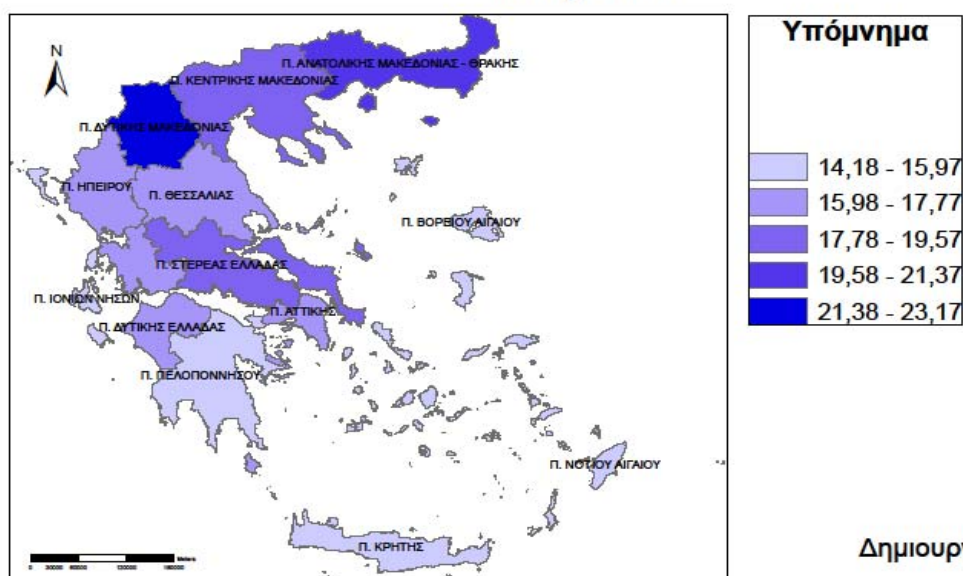 Υπόμνημα
14,18 - 15,97
15,98 - 17,77
17,78 - 19,57
19,58 - 21,37
21,38 - 23,17
N
Π. ΑΝΑΤΟΛΙΚΗΣ ΜΑΚΕΔΟΝΙΑΣ - ΘΡΑΚΗΣ
Π. ΚΕΝΤΡΙΚΗΣ ΜΑΚΕΔΟΝΙΑΣ
Π. ΔΥΤΙΚΗΣ ΜΑΚΕΔΟΝΙΑΣ
Π. ΗΠΕΙΡΟΥ
Π. ΘΕΣΣΑΛΙΑΣ
Π. ΒΟΡΕΙΟΥ ΑΙΓΑΙΟΥ
Π. ΣΤΕΡΕΑΣ ΕΛΛΑΔΑΣ
Π. ΙΟΝΙΩΝ ΝΗΣΩΝ
Π. ΑΤΤΙΚΗΣ
Π. ΔΥΤΙΚΗΣ ΕΛΛΑΔΑΣ
Π. ΠΕΛΟΠΟΝΝΗΣΟΥ
Π. ΝΟΤΙΟΥ ΑΙΓΑΙΟΥ
Π. ΚΡΗΤΗΣ
Δημιουρ